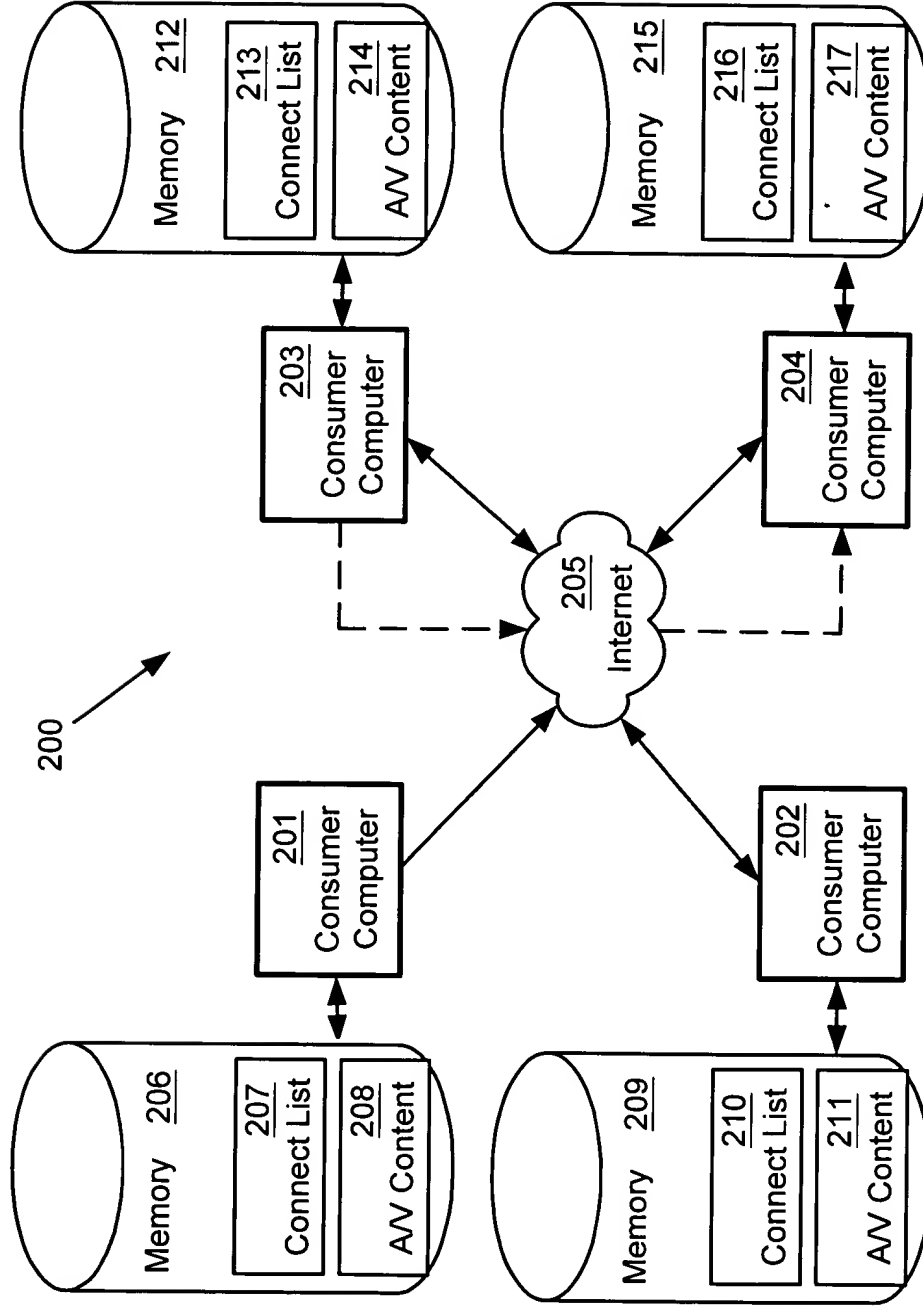 200
Memory 206
207
Connect List
208
A/V Content
201
Consumer
Computer
203
Consumer
Computer
Memory 212
213
Connect List
214
A/V Content
205
Internet
Memory 209
210
Connect List
211
A/V Content
202
Consumer
Computer
204
Consumer
Computer
Memory 215
216
Connect List
217
A/V Content